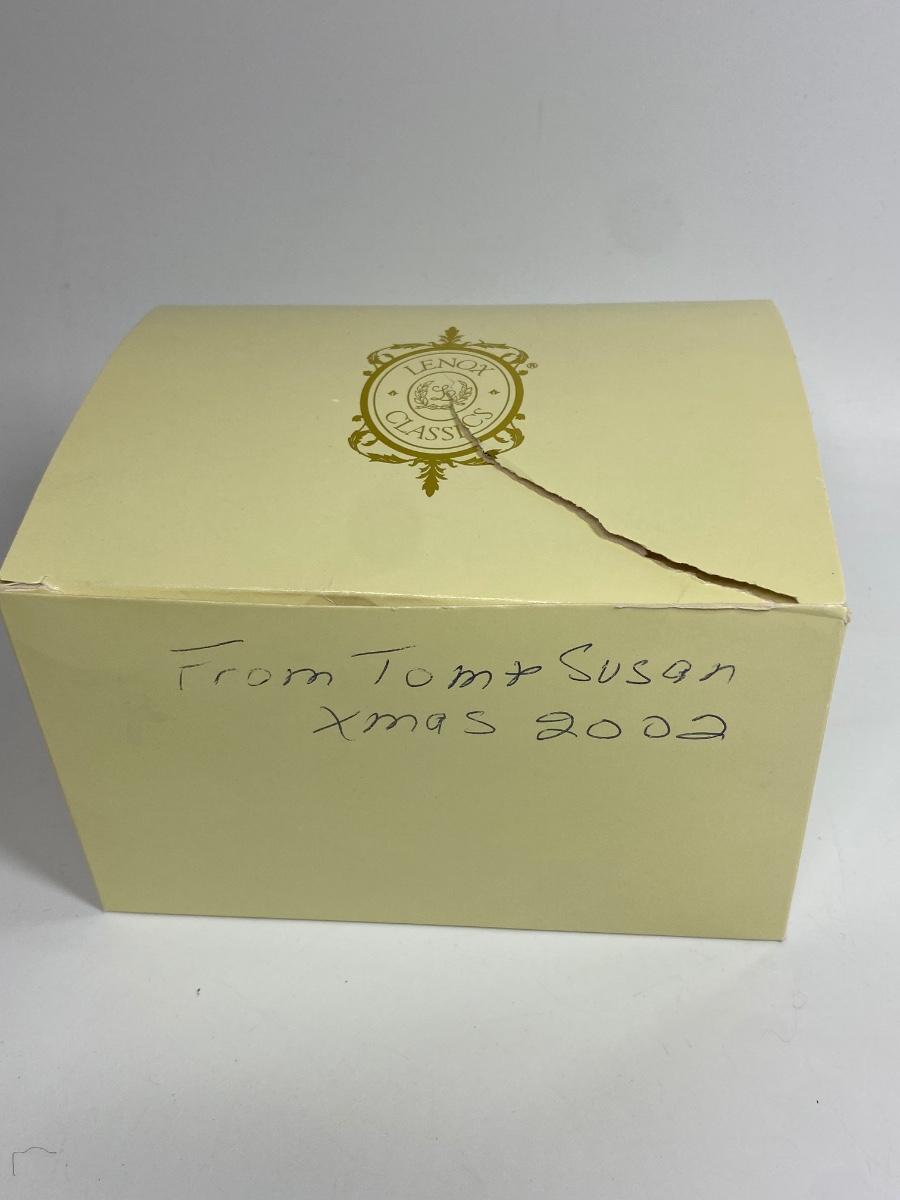 LENOX
CLASSICS
®
From Tom & Susan
Xmas 2002